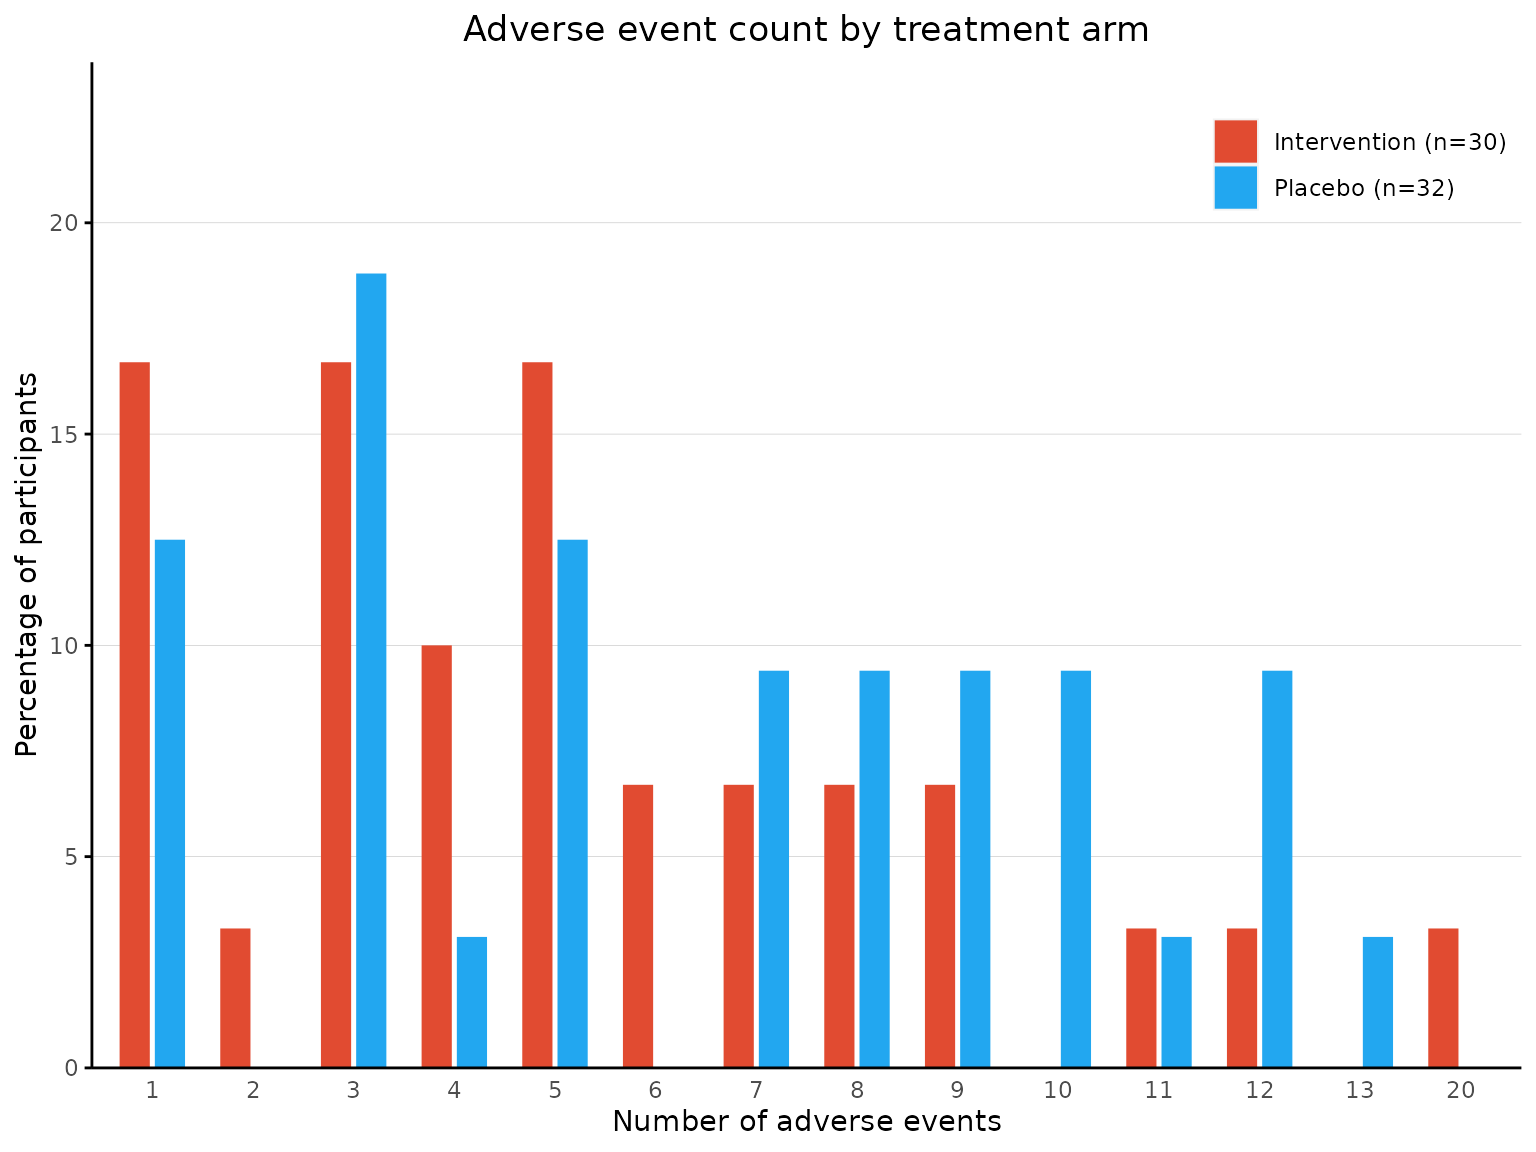 Adverse event count by treatment arm
Intervention (n=30)
Placebo (n=32)
Percentage of participants
20
15
10
5
0
1 2 3 4 5 6 7 8 9 10 11 12 13 20
Number of adverse events